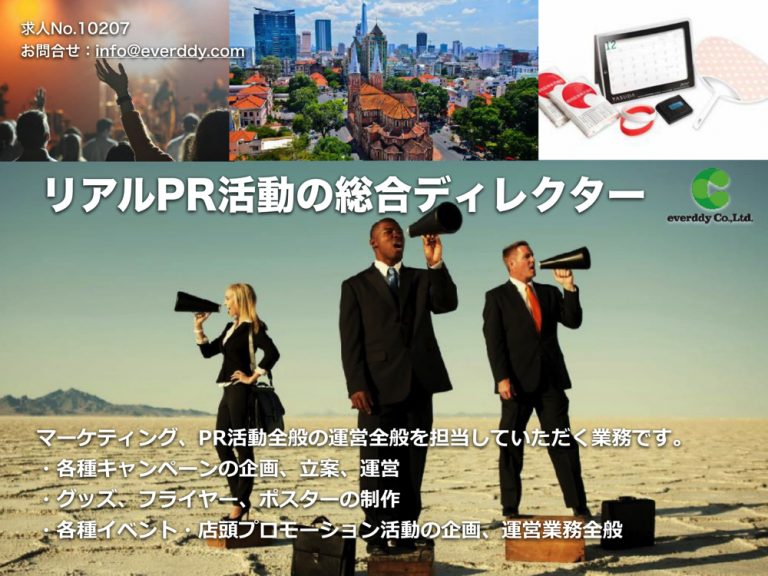 求人No.10207
お問合せ：info@everddy.com
12
YASUDA
リアルPR活動の総合ディレクター
everddy Co.,Ltd.
マーケティング、PR活動全般の運営全般を担当していただく業務です。
・各種キャンペーンの企画、立案、運営
・グッズ、フライヤー、ポスターの制作
・各種イベント・店頭プロモーション活動の企画、運営業務全般